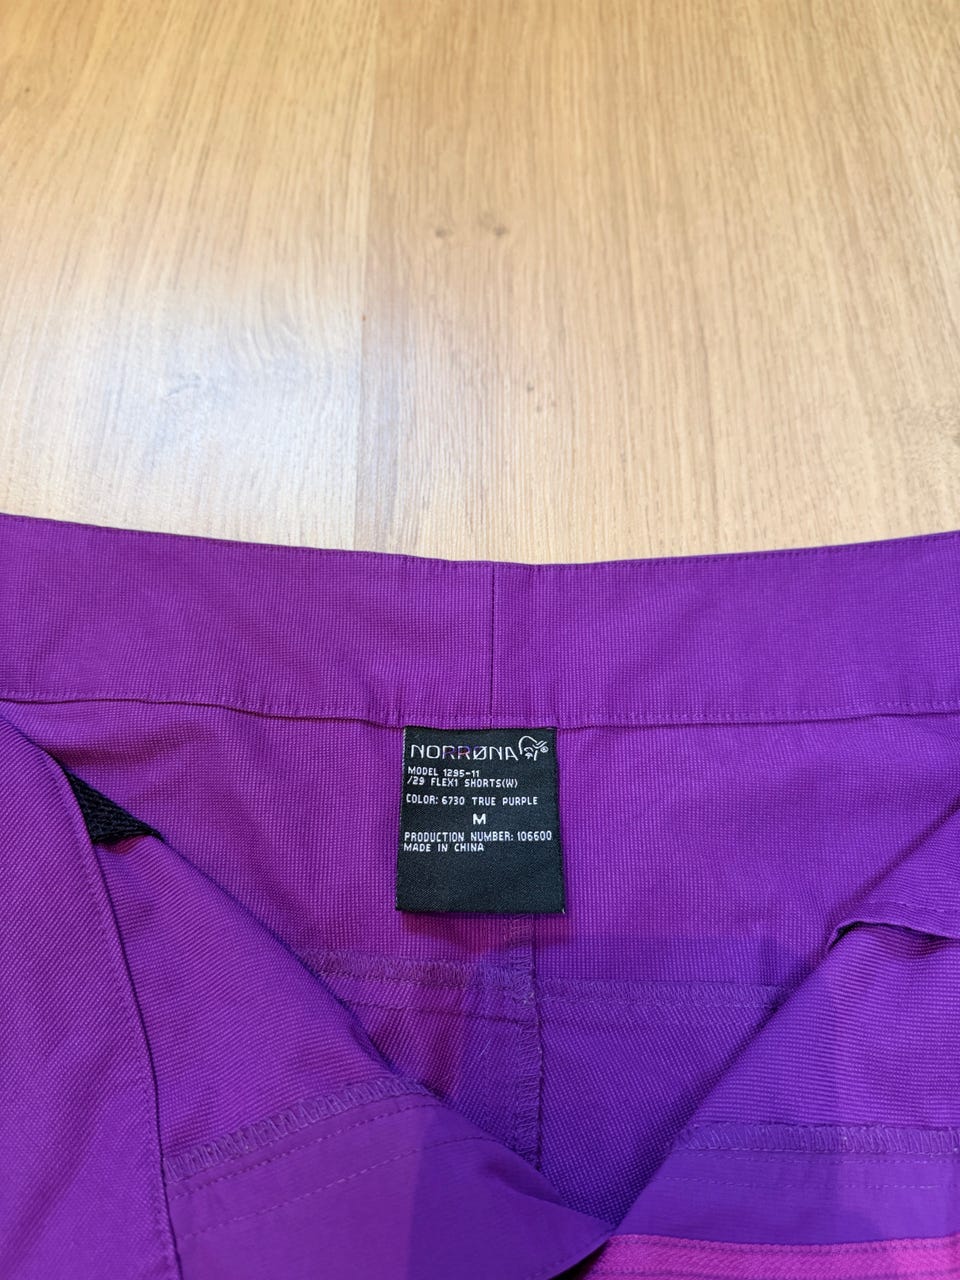 NORRØNA
MODEL 1295-11
/29 FLEX1 SHORTS(W)
COLOR: 6730 TRUE PURPLE
M
PRODUCTION NUMBER: 106600
MADE IN CHINA